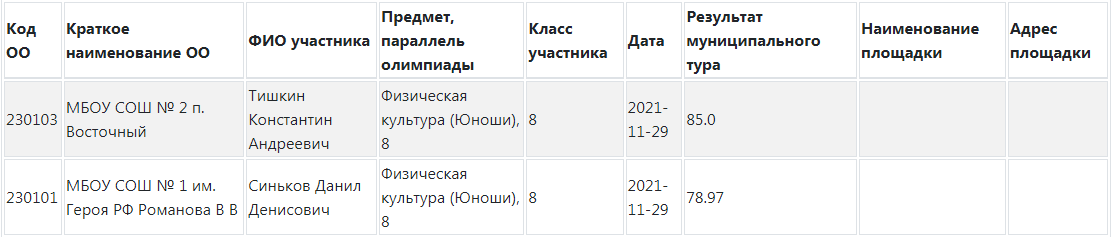 Код ОО
Краткое наименование ОО
ФИО участника
Предмет, параллель олимпиады
Класс участника
Дата
Результат муниципального тура
Наименование площадки
Адрес площадки
230103
МБОУ СОШ № 2 п. Восточный
Тишкин Константин Андреевич
Физическая культура (Юноши), 8
8
2021-11-29
85.0
230101
МБОУ СОШ № 1 им. Героя РФ Романова В В
Синьков Данил Денисович
Физическая культура (Юноши), 8
8
2021-11-29
78.97